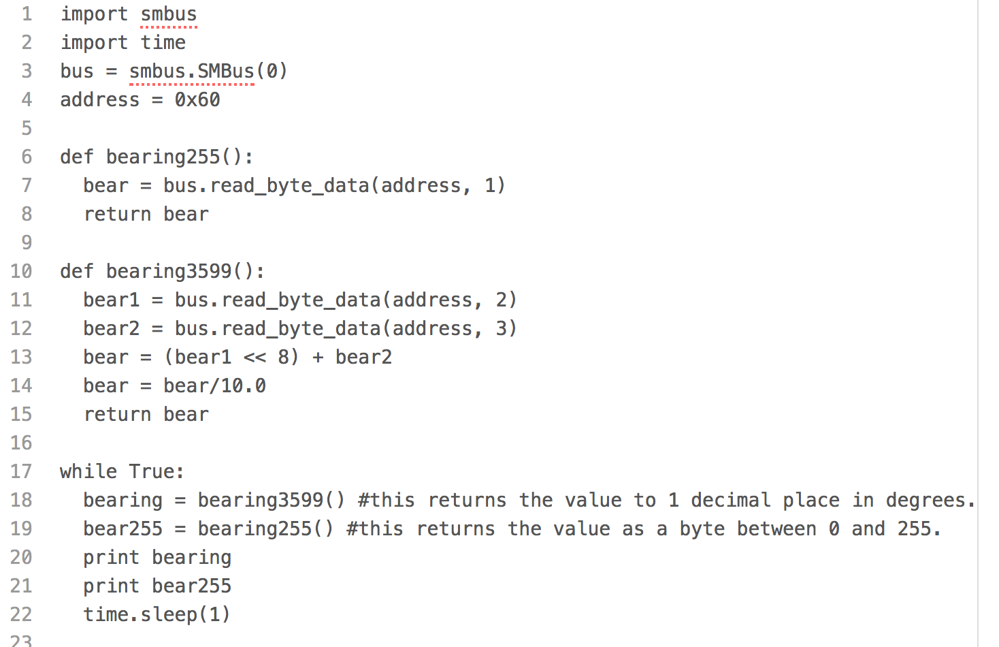 1 import smbus
2 import time
3 bus = smbus.SMBus(0)
4 address = 0x60
5
6 def bearing255():
7   bear = bus.read_byte_data(address, 1)
8   return bear
9
10 def bearing3599():
11   bear1 = bus.read_byte_data(address, 2)
12   bear2 = bus.read_byte_data(address, 3)
13   bear = (bear1 << 8) + bear2
14   bear = bear/10.0
15   return bear
16
17 while True:
18   bearing = bearing3599() #this returns the value to 1 decimal place in degrees.
19   bear255 = bearing255() #this returns the value as a byte between 0 and 255.
20   print bearing
21   print bear255
22   time.sleep(1)
23